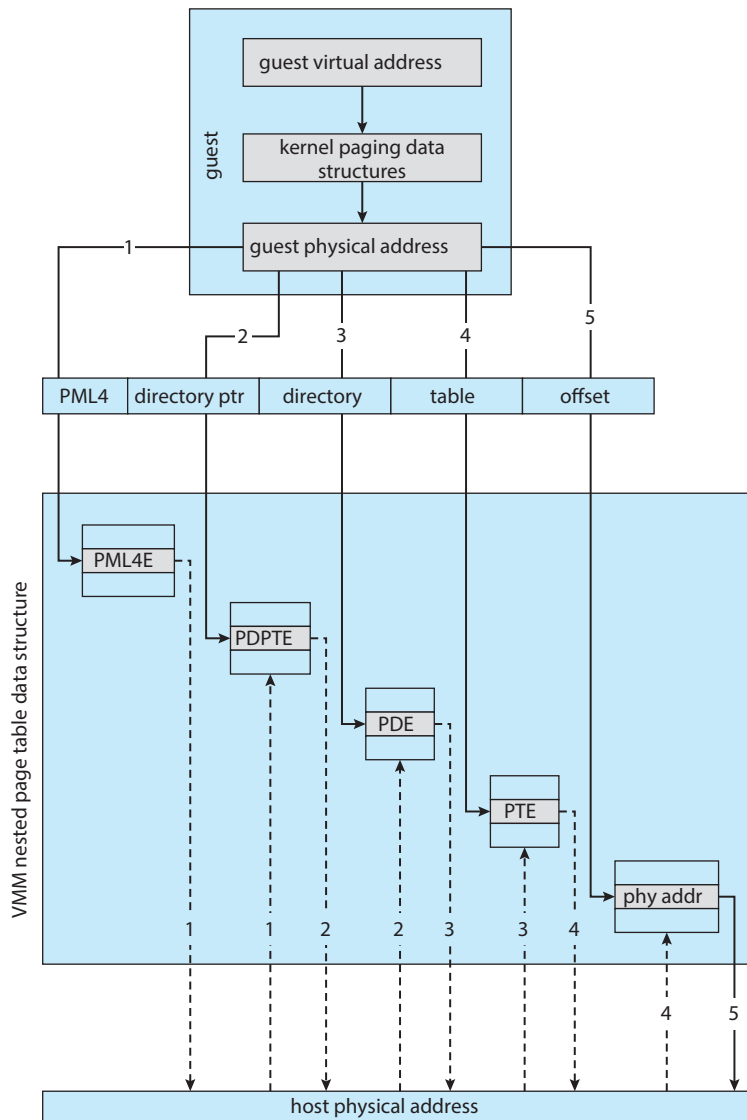 guest virtual address
kernel paging data
structures
guest physical address
guest
1
2
3
4
5
PML4
directory ptr
directory
table
offset
VMM nested page table data structure
PML4E
PDPTE
PDE
PTE
phy addr
1
1
2
2
3
3
4
4
5
host physical address